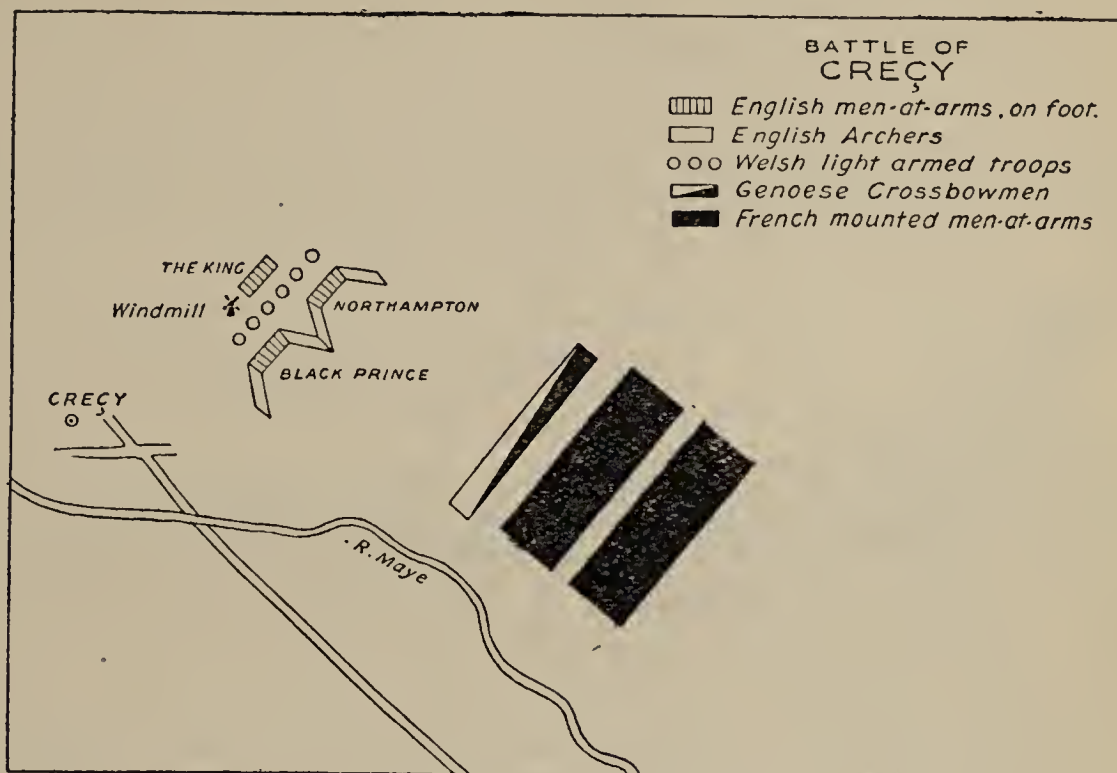 BATTLE OF
CREÇY
English men-at-arms, on foot.
English Archers
Welsh light armed troops
Genoese Crossbowmen
French mounted men-at-arms
THE KING
Windmill
NORTHAMPTON
BLACK PRINCE
CREÇY
R. Maye